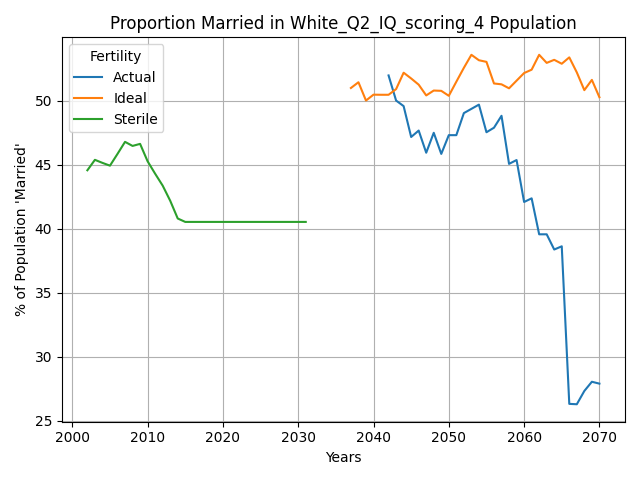 Proportion Married in White_Q2_IQ_scoring_4 Population
Fertility
Actual
Ideal
Sterile
% of Population 'Married'
50
45
40
35
30
25
2000 2010 2020 2030 2040 2050 2060 2070
Years